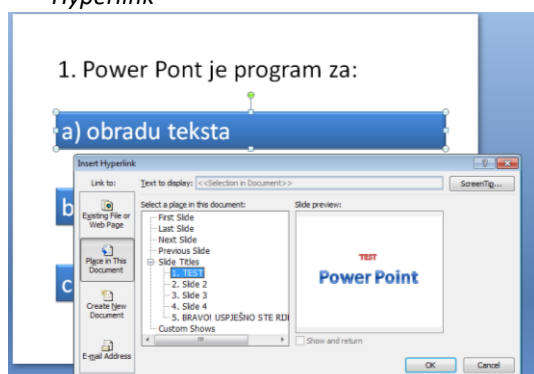 Hyperlink
1. Power Pont je program za:
a) obradu teksta
b
c
Insert Hyperlink
Link to:
Text to display: <<Selection in Document>>
ScreenTip...
Existing File or Web Page
Place in This Document
Create New Document
E-mail Address
Select a place in this document:
First Slide
Last Slide
Next Slide
Previous Slide
Slide Titles
1. TEST
2. Slide 2
3. Slide 3
4. Slide 4
5. BRAVO! USPJEŠNO STE
Custom Shows
Slide preview:
TEST
Power Point
Show and return
OK
Cancel